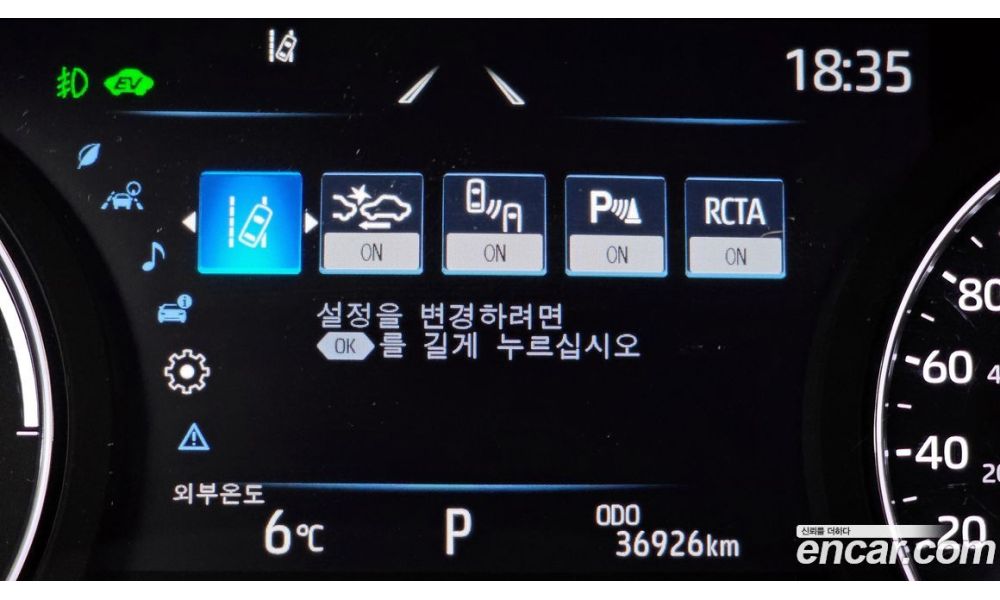 18:35
EV
RCTA
ON ON P ON ON
설정을 변경하려면
OK 를 길게 누르십시오
외부온도
6℃ P ODO
36926km
80
60
4
40
20
20
신뢰를 더하다
encar.com